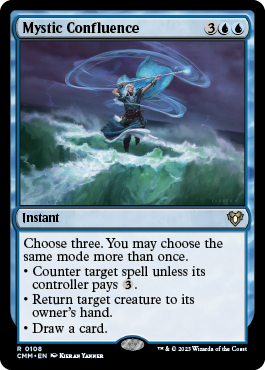 Mystic Confluence 3
Instant
Choose three. You may choose the
same mode more than once.
• Counter target spell unless its
controller pays 3.
• Return target creature to its
owner's hand.
• Draw a card.
R 0108
CMM • EN KIERAN YANNER
™ & © 2023 Wizards of the Coast